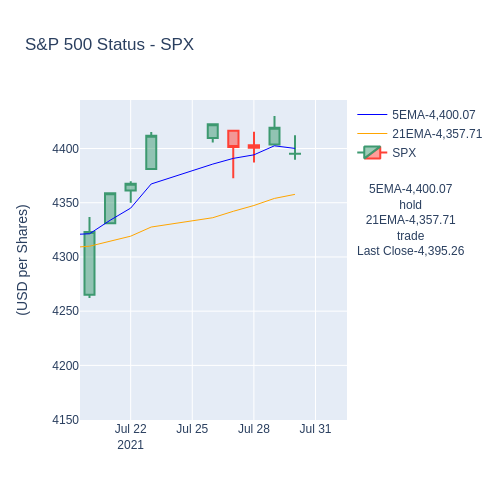 S&P 500 Status - SPX
5EMA-4,400.07
21EMA-4,357.71
SPX
5EMA-4,400.07
hold
21EMA-4,357.71
trade
Last Close-4,395.26
(USD per Shares)
4400
4350
4300
4250
4200
4150
Jul 22
2021
Jul 25
Jul 28
Jul 31